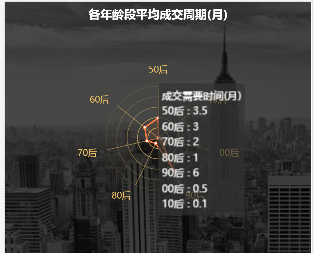 各年龄段平均成交周期(月)
50后
60后
70后
80后
00后
成交需要时间(月)
50后 : 3.5
60后 : 3
70后 : 2
80后 : 1
90后 : 6
00后 : 0.5
10后 : 0.1